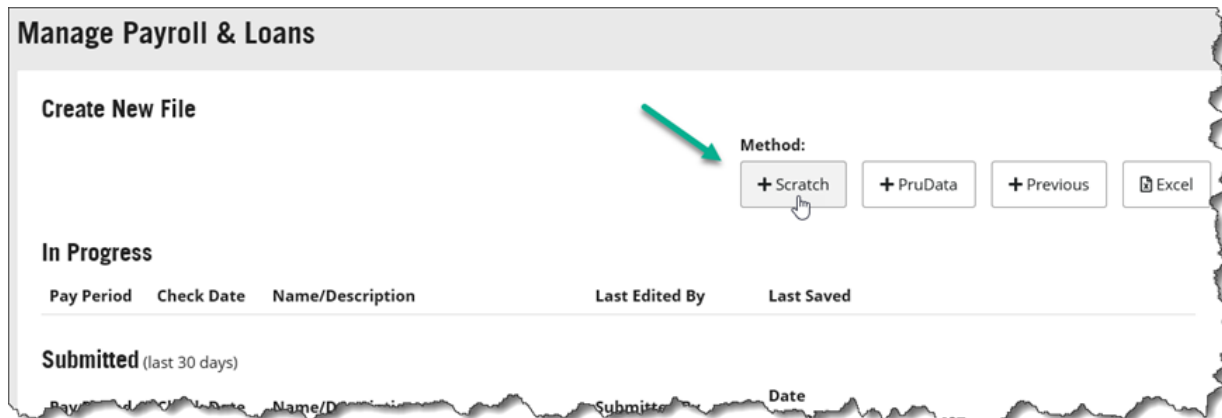 Manage Payroll & Loans
Create New File
Method:
+ Scratch + PruData + Previous Excel
In Progress
Pay Period Check Date Name/Description Last Edited By Last Saved
Submitted (last 30 days)
Date